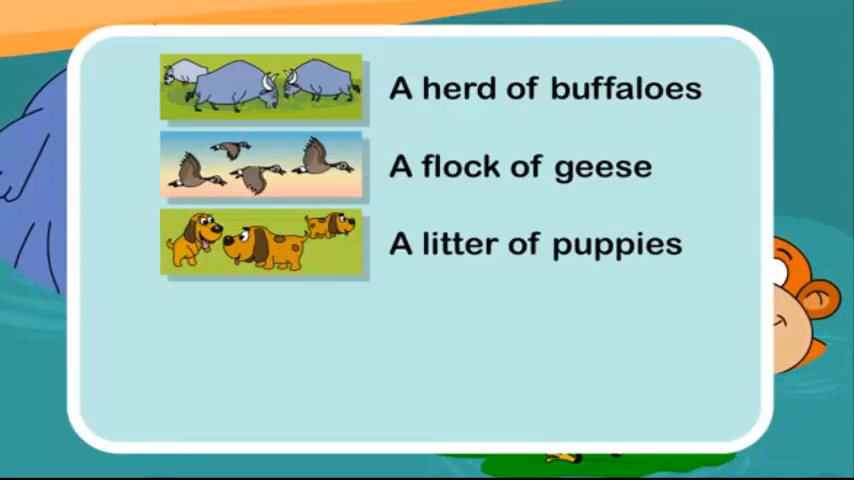 A herd of buffaloes
A flock of geese
A litter of puppies